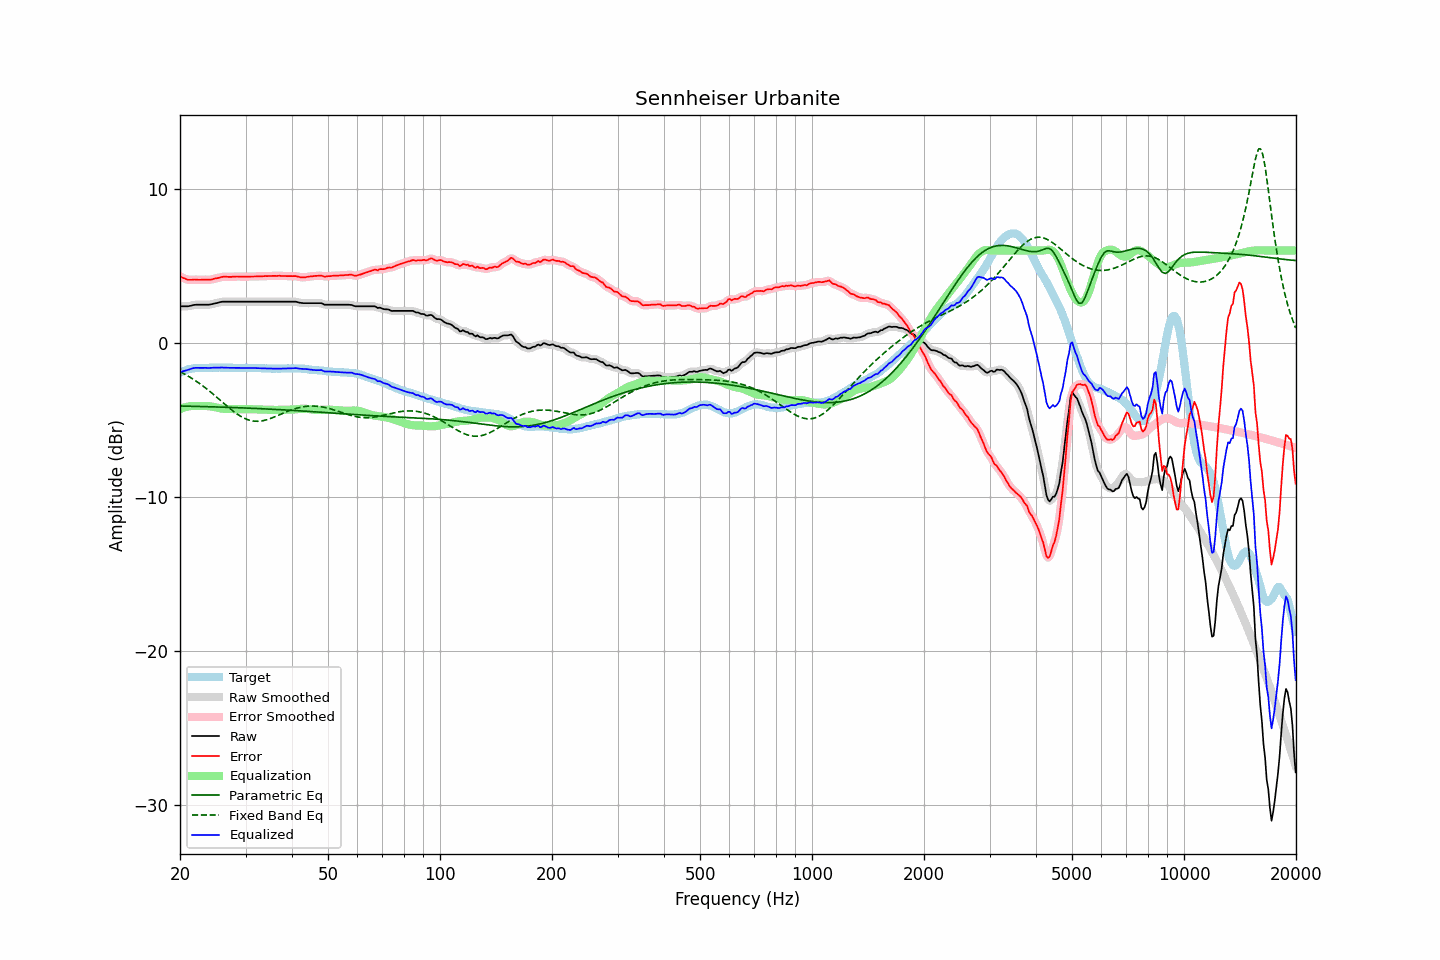 Sennheiser Urbanite
Amplitude (dBr)
10
0
−10
−20
−30
Target
Raw Smoothed
Error Smoothed
Raw
Error
Equalization
Parametric Eq
Fixed Band Eq
Equalized
20 50 100 200 500 1000 2000 5000 10000 20000
Frequency (Hz)